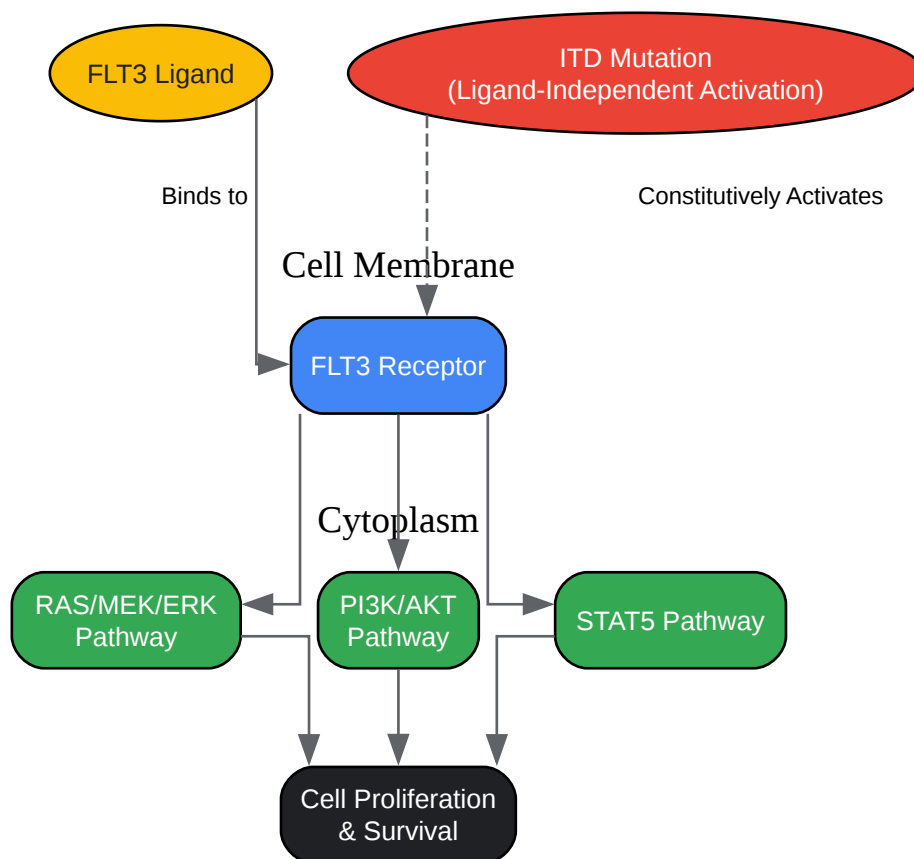 FLT3 Ligand
ITD Mutation
(Ligand-Independent Activation)
Binds to
Constitutively Activates
Cell Membrane
FLT3 Receptor
Cytoplasm
RAS/MEK/ERK
Pathway
PI3K/AKT
Pathway
STAT5 Pathway
Cell Proliferation
& Survival